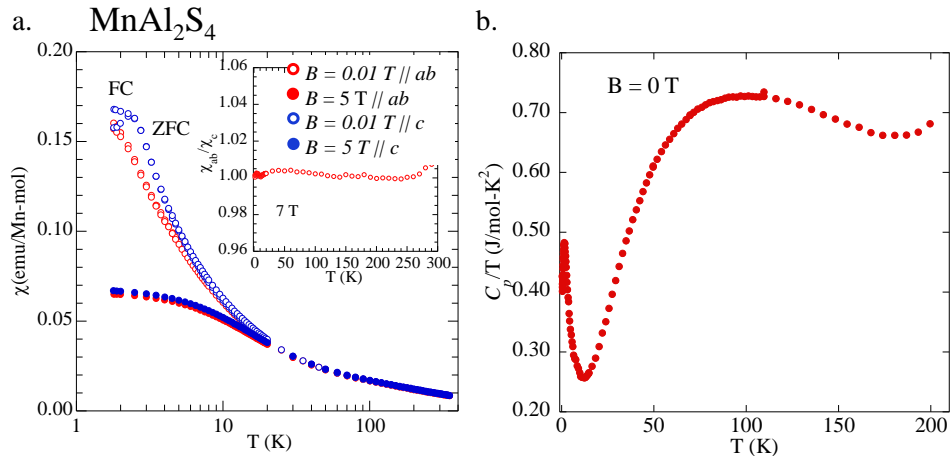 a. MnAl₂S₄
χ(emu/Mn-mol)
0.20
0.15
0.10
0.05
0.00
1
10
100
T (K)
FC
ZFC
B = 0.01 T // ab
B = 5 T // ab
B = 0.01 T // c
B = 5 T // c
χab/χc
1.06
1.04
1.02
1.00
0.98
0.96
7 T
0 50 100 150 200 250 300
T (K)
b.
B = 0 T
Cp/T (J/mol-K²)
0.80
0.70
0.60
0.50
0.40
0.30
0.20
0 50 100 150 200
T (K)